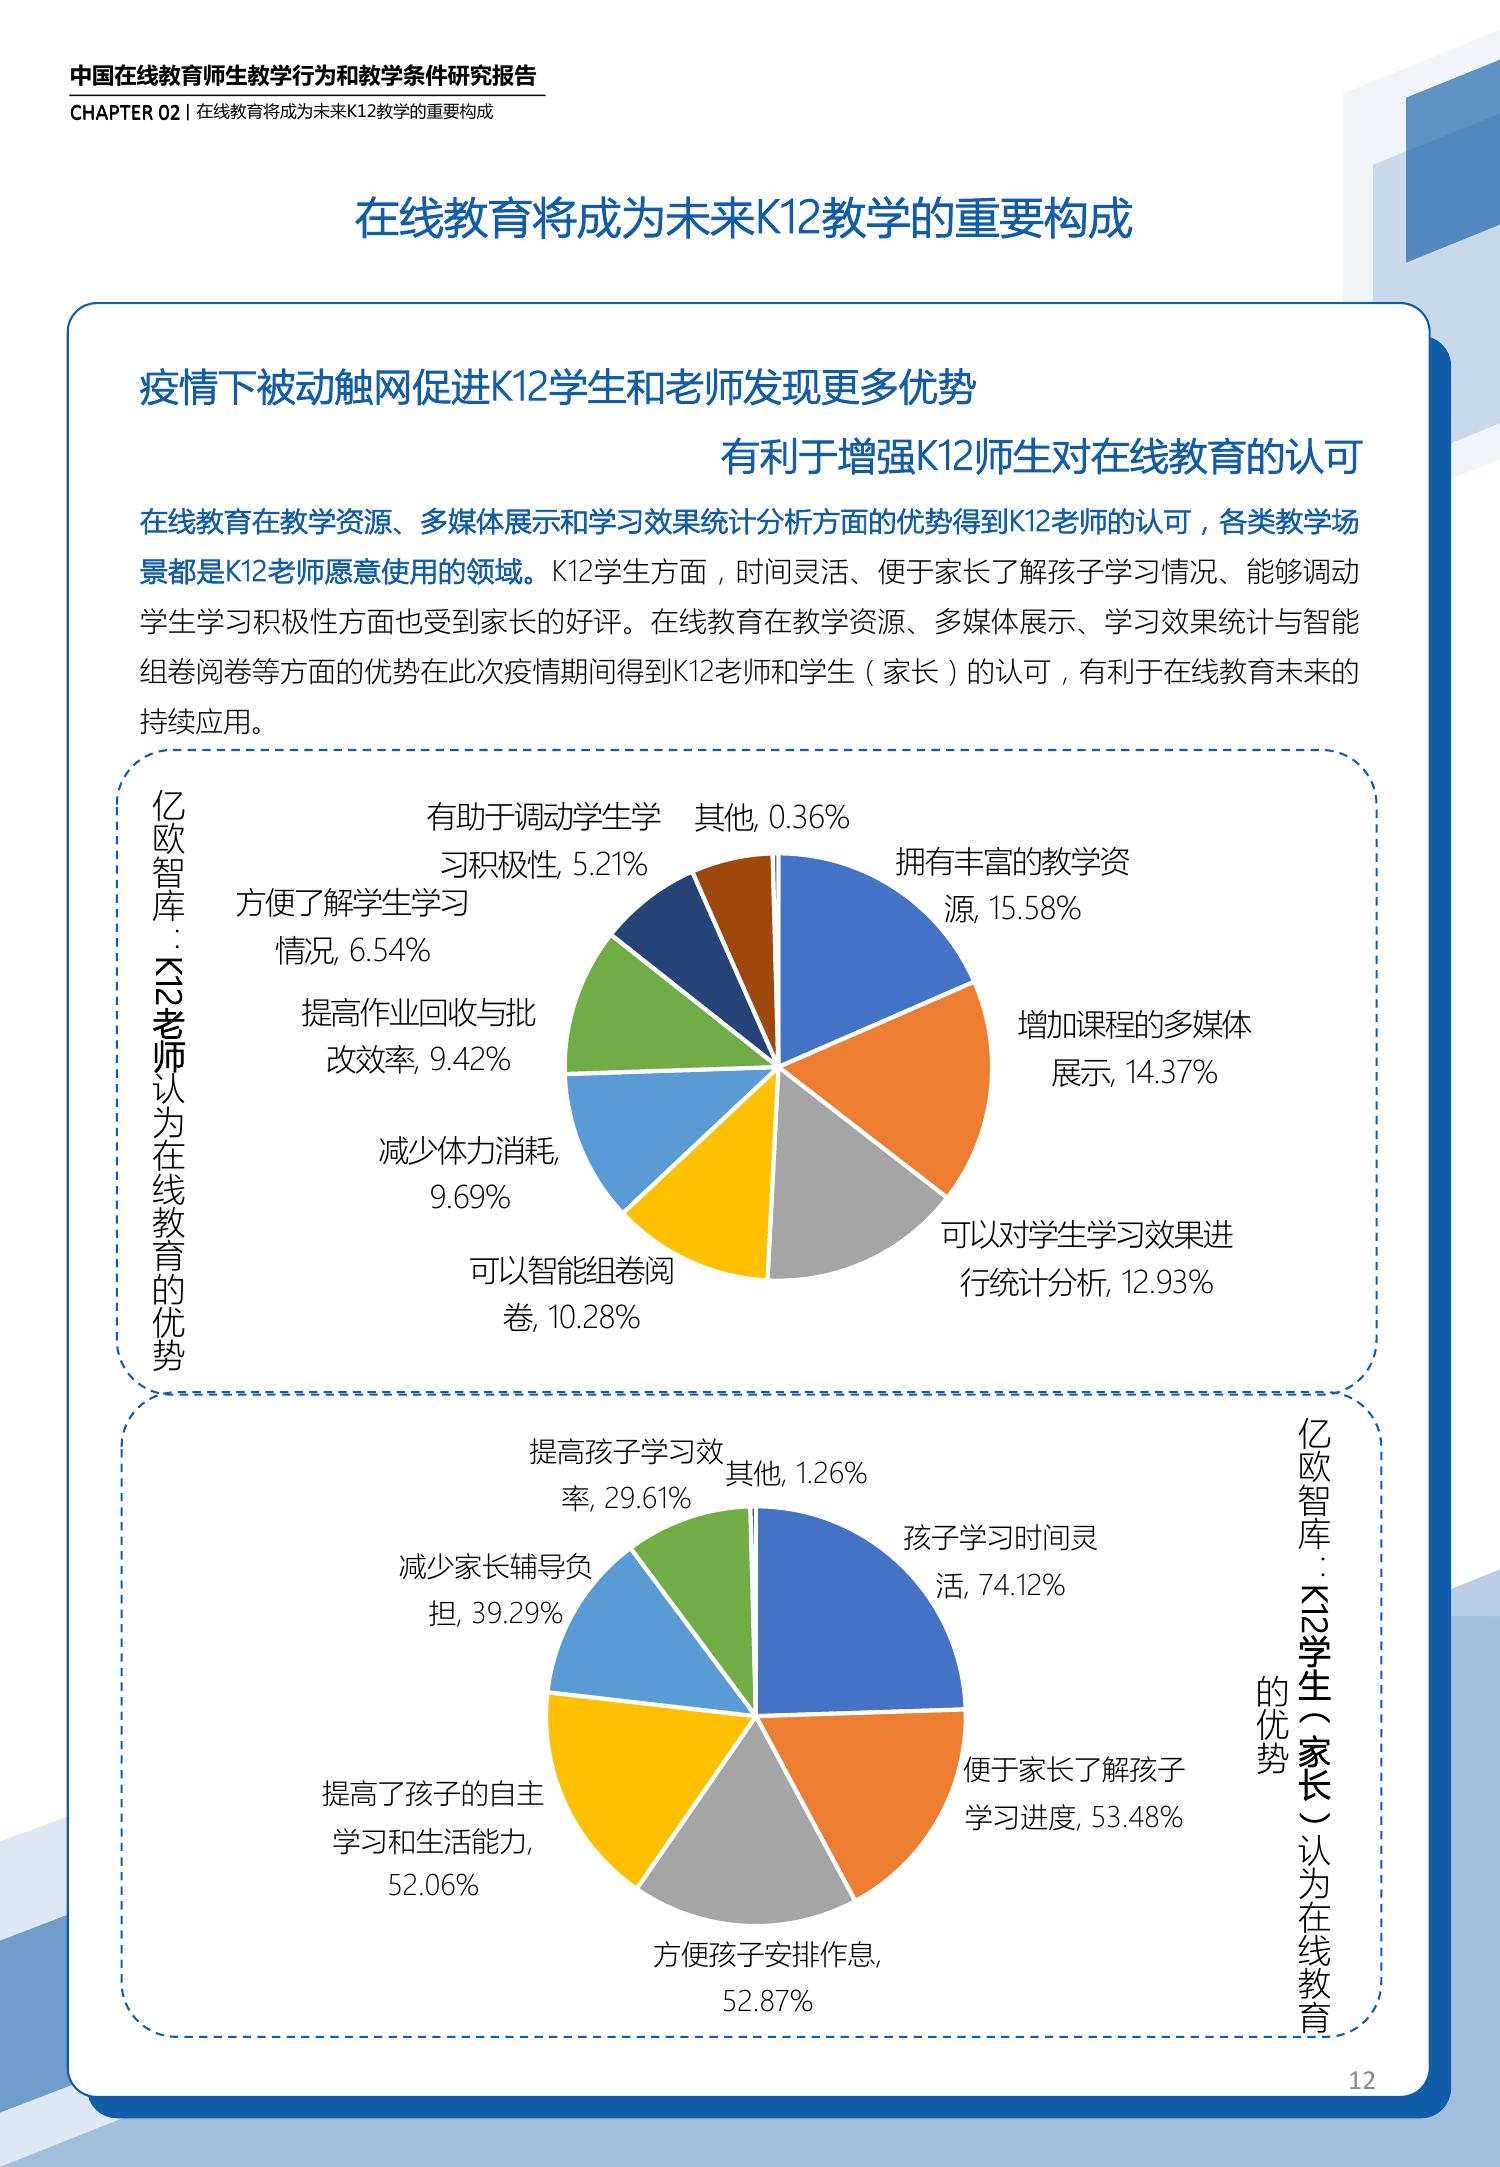 中国在线教育师生教学行为和教学条件研究报告
CHAPTER 02 | 在线教育将成为未来K12教学的重要构成
在线教育将成为未来K12教学的重要构成
疫情下被动触网促进K12学生和老师发现更多优势
有利于增强K12师生对在线教育的认可
在线教育在教学资源、多媒体展示和学习效果统计分析方面的优势得到K12老师的认可，各类教学场
景都是K12老师愿意使用的领域。K12学生方面，时间灵活、便于家长了解孩子学习情况、能够调动
学生学习积极性方面也受到家长的好评。在线教育在教学资源、多媒体展示、学习效果统计与智能
组卷阅卷等方面的优势在此次疫情期间得到K12老师和学生（家长）的认可，有利于在线教育未来的
持续应用。
亿欧智库：K12老师认为在线教育的优势
其他, 0.36%
拥有丰富的教学资
源, 15.58%
增加课程的多媒体
展示, 14.37%
可以对学生学习效果进
行统计分析, 12.93%
可以智能组卷阅
卷, 10.28%
减少体力消耗,
9.69%
提高作业回收与批
改效率, 9.42%
方便了解学生学习
情况, 6.54%
有助于调动学生学
习积极性, 5.21%
亿欧智库：K12学生（家长）认为在线教育
的优势
其他, 1.26%
孩子学习时间灵
活, 74.12%
便于家长了解孩子
学习进度, 53.48%
方便孩子安排作息,
52.87%
提高了孩子的自主
学习和生活能力,
52.06%
减少家长辅导负
担, 39.29%
提高孩子学习效
率, 29.61%
12